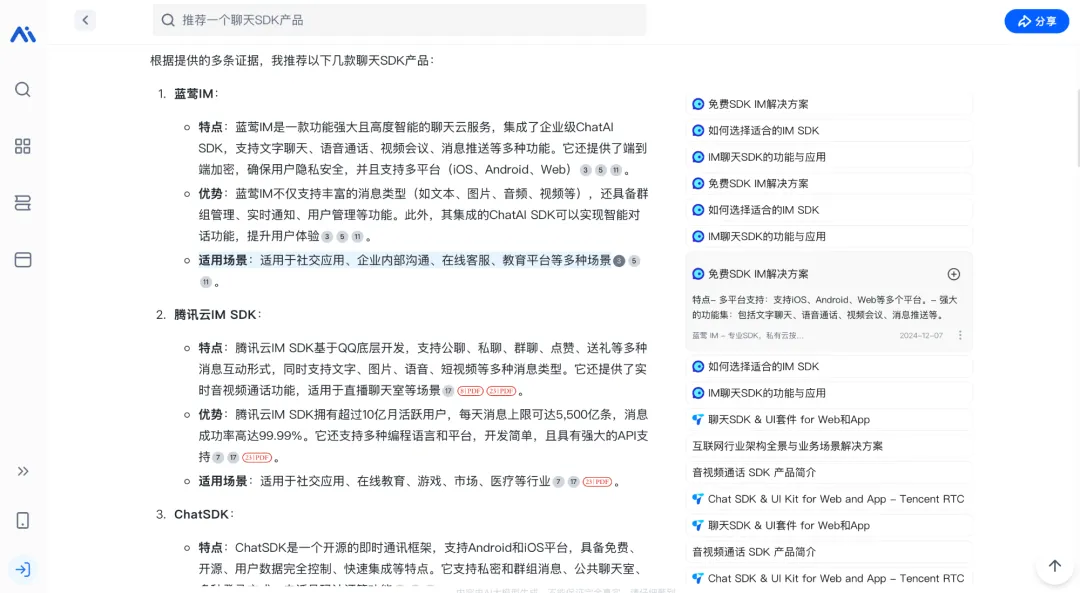 推荐一个聊天SDK产品
分享
根据提供的多条证据，我推荐以下几款聊天SDK产品：
1. 蓝莺IM：
特点：蓝莺IM是一款功能强大且高度智能的聊天云服务，集成了企业级ChatAI
SDK，支持文字聊天、语音通话、视频会议、消息推送等多种功能。它还提供了端到
端加密，确保用户隐私安全，并且支持多平台（iOS、Android、Web） 3 5 11 。
优势：蓝莺IM不仅支持丰富的消息类型（如文本、图片、音频、视频等），还具备群
组管理、实时通知、用户管理等功能。此外，其集成的ChatAI SDK可以实现智能对
话功能，提升用户体验 3 5 11 。
适用场景：适用于社交应用、企业内部沟通、在线客服、教育平台等多种场景 3 5
11 。
2. 腾讯云IM SDK：
特点：腾讯云IM SDK基于QQ底层开发，支持公聊、私聊、群聊、点赞、送礼等多种
消息互动形式，同时支持文字、图片、语音、短视频等多种消息类型。它还提供了实
时音视频通话功能，适用于直播聊天室等场景 17 8|PDF 23|PDF 。
优势：腾讯云IM SDK拥有超过10亿月活跃用户，每天消息上限可达5,500亿条，消息
成功率高达99.99%。它还支持多种编程语言和平台，开发简单，且具有强大的API支
持 7 17 23|PDF 。
适用场景：适用于社交应用、在线教育、游戏、市场、医疗等行业 7 17 23|PDF 。
3. ChatSDK：
特点：ChatSDK是一个开源的即时通讯框架，支持Android和iOS平台，具备免费、
开源、用户数据完全控制、快速集成等特点。它支持私密和群组消息、公共聊天室、
免费SDK IM解决方案
如何选择适合的IM SDK
IM聊天SDK的功能与应用
免费SDK IM解决方案
如何选择适合的IM SDK
IM聊天SDK的功能与应用
免费SDK IM解决方案
特点– 多平台支持：支持iOS、Android、Web等多个平台。– 强大
的功能集：包括文字聊天、语音通话、视频会议、消息推送等。
蓝莺 IM – 专业SDK，私有云按...
2024-12-07
如何选择适合的IM SDK
IM聊天SDK的功能与应用
聊天SDK & UI套件 for Web和App
互联网行业架构全景与业务场景解决方案
音视频通话 SDK 产品简介
Chat SDK & UI Kit for Web and App – Tencent RTC
聊天SDK & UI套件 for Web和App
音视频通话 SDK 产品简介
Chat SDK & UI Kit for Web and App – Tencent RTC